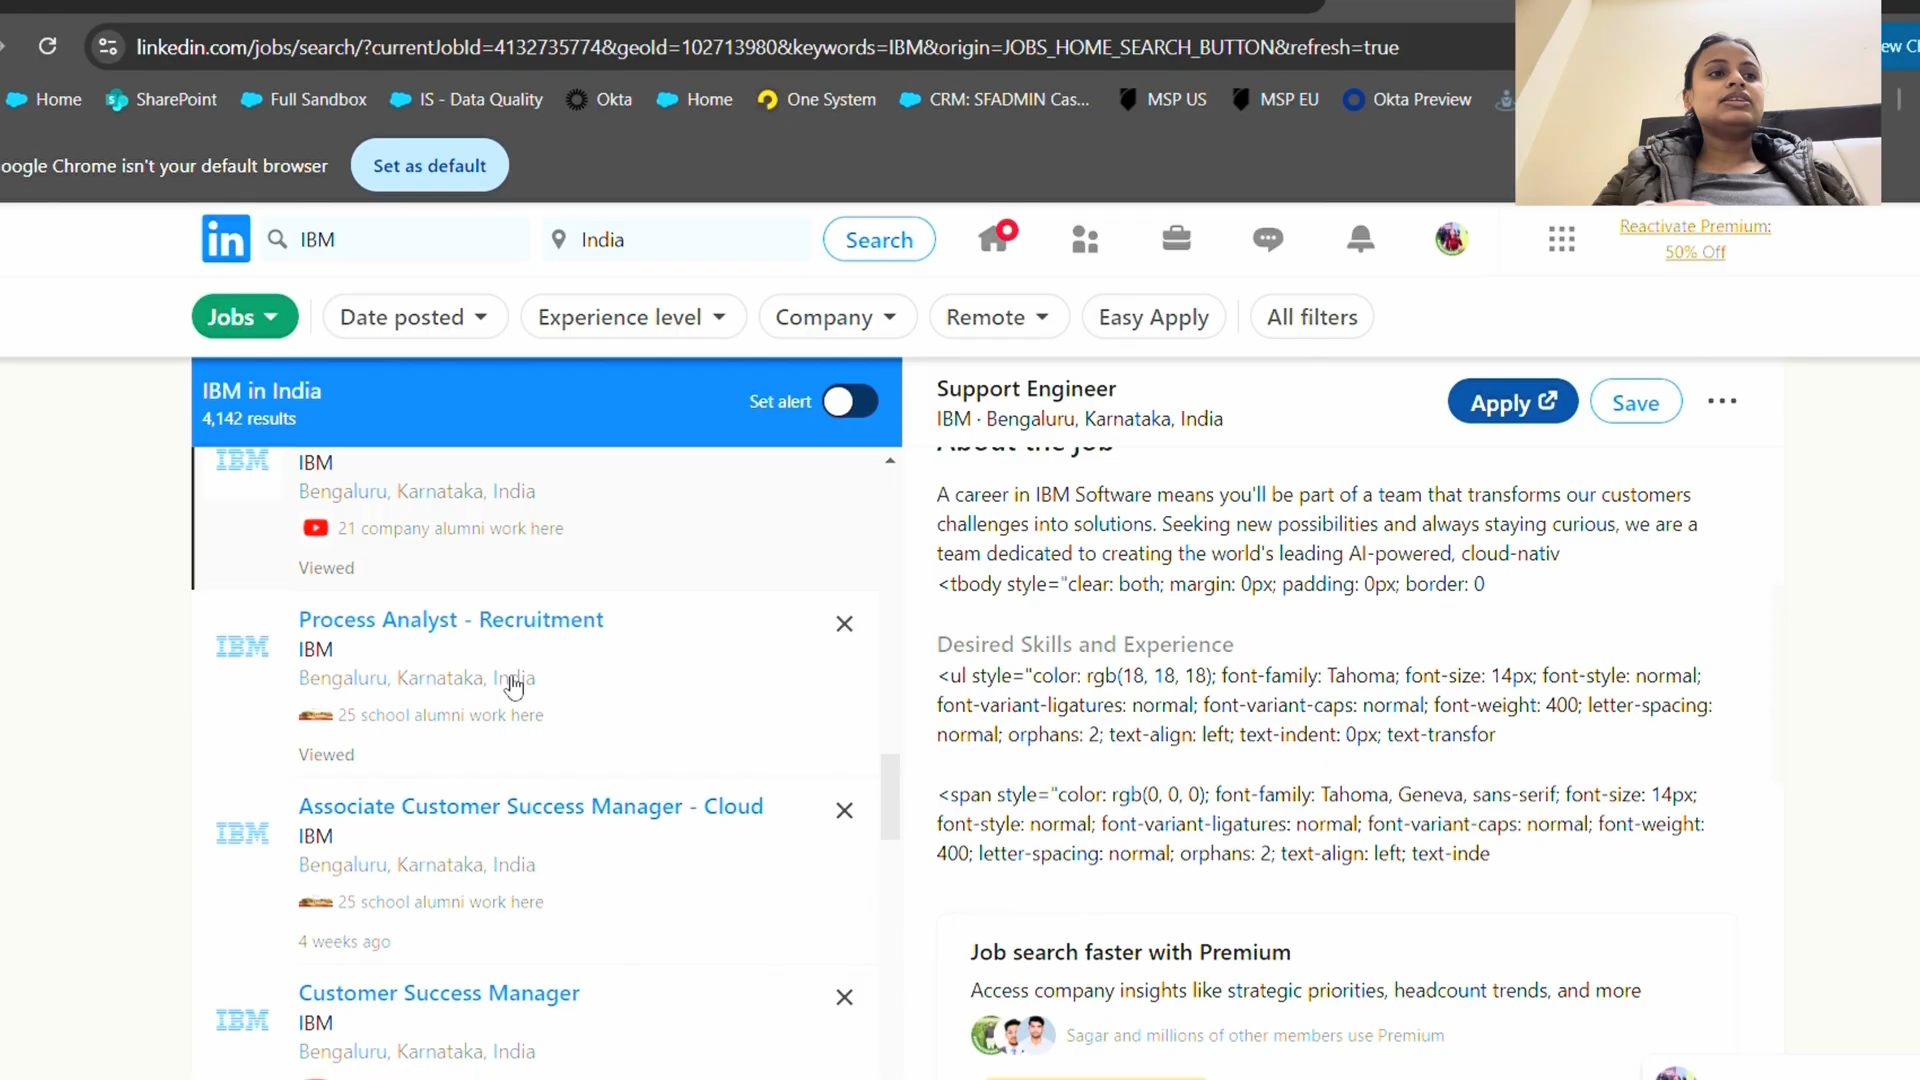 linkedin.com/jobs/search/?currentJobId=4132735774&geoId=102713980&keywords=IBM&origin=JOBS_HOME_SEARCH_BUTTON&refresh=true
Home SharePoint Full Sandbox IS - Data Quality Okta Home One System CRM: SFADMIN Cas... MSP US MSP EU Okta Preview
oogle Chrome isn't your default browser Set as default
in IBM India Search
Reactivate Premium:
50% Off
Jobs Date posted Experience level Company Remote Easy Apply All filters
IBM in India
4,142 results
Set alert
IBM
IBM
Bengaluru, Karnataka, India
21 company alumni work here
Viewed
Process Analyst - Recruitment
IBM
IBM
Bengaluru, Karnataka, India
25 school alumni work here
Viewed
Associate Customer Success Manager - Cloud
IBM
IBM
Bengaluru, Karnataka, India
25 school alumni work here
4 weeks ago
Customer Success Manager
IBM
IBM
Bengaluru, Karnataka, India
Support Engineer
IBM · Bengaluru, Karnataka, India
Apply Save
About the job
A career in IBM Software means you'll be part of a team that transforms our customers
challenges into solutions. Seeking new possibilities and always staying curious, we are a
team dedicated to creating the world's leading AI-powered, cloud-nativ
<tbody style="clear: both; margin: 0px; padding: 0px; border: 0
Desired Skills and Experience
<ul style="color: rgb(18, 18, 18); font-family: Tahoma; font-size: 14px; font-style: normal;
font-variant-ligatures: normal; font-variant-caps: normal; font-weight: 400; letter-spacing:
normal; orphans: 2; text-align: left; text-indent: 0px; text-transfor
<span style="color: rgb(0, 0, 0); font-family: Tahoma, Geneva, sans-serif; font-size: 14px;
font-style: normal; font-variant-ligatures: normal; font-variant-caps: normal; font-weight:
400; letter-spacing: normal; orphans: 2; text-align: left; text-inde
Job search faster with Premium
Access company insights like strategic priorities, headcount trends, and more
Sagar and millions of other members use Premium